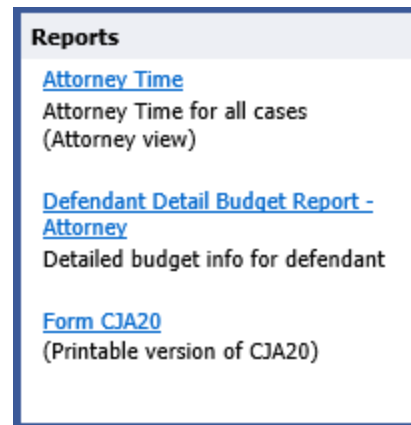 Reports
Attorney Time
Attorney Time for all cases
(Attorney view)
Defendant Detail Budget Report -
Attorney
Detailed budget info for defendant
Form CJA20
(Printable version of CJA20)